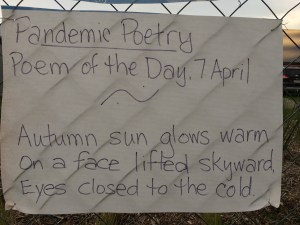 Pandemic Poetry
Poem of the Day. 7 April
Autumn sun glows warm
On a face lifted skyward.
Eyes closed to the cold.